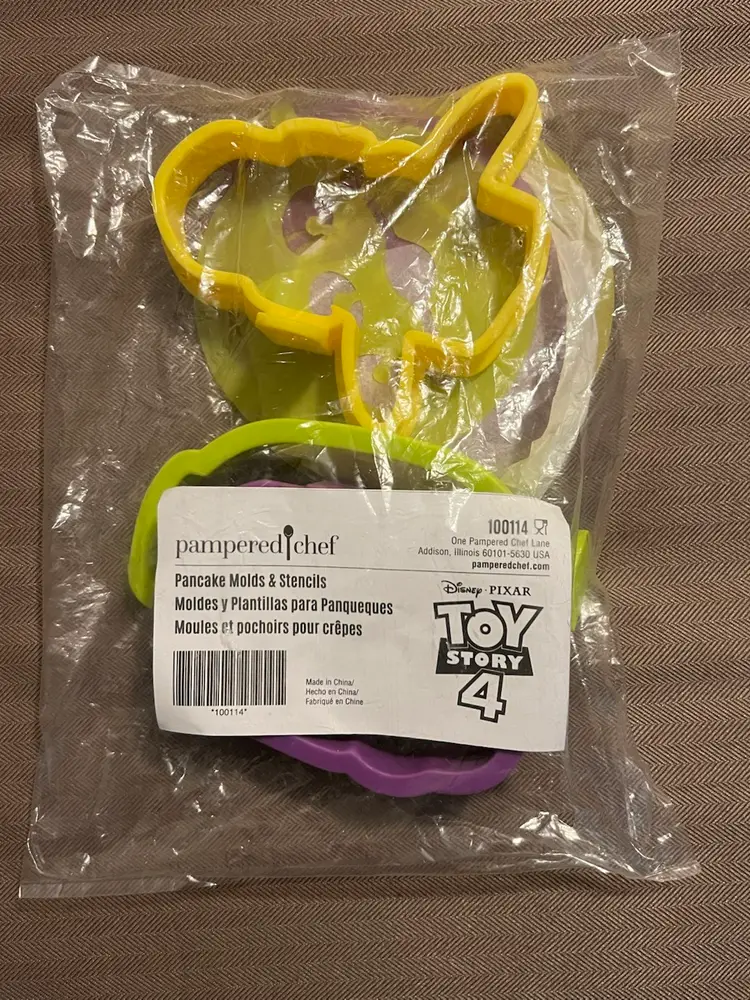 pampered chef
100114
One Pampered Chef Lane
Addison, Illinois 60101-5630 USA
pamperedchef.com
Pancake Molds & Stencils
Moldes y Plantillas para Panqueques
Moules et pochoirs pour crêpes
Disney · PIXAR
TOY
STORY
4
Made in China/
Hecho en China/
Fabriqué en Chine
*100114*